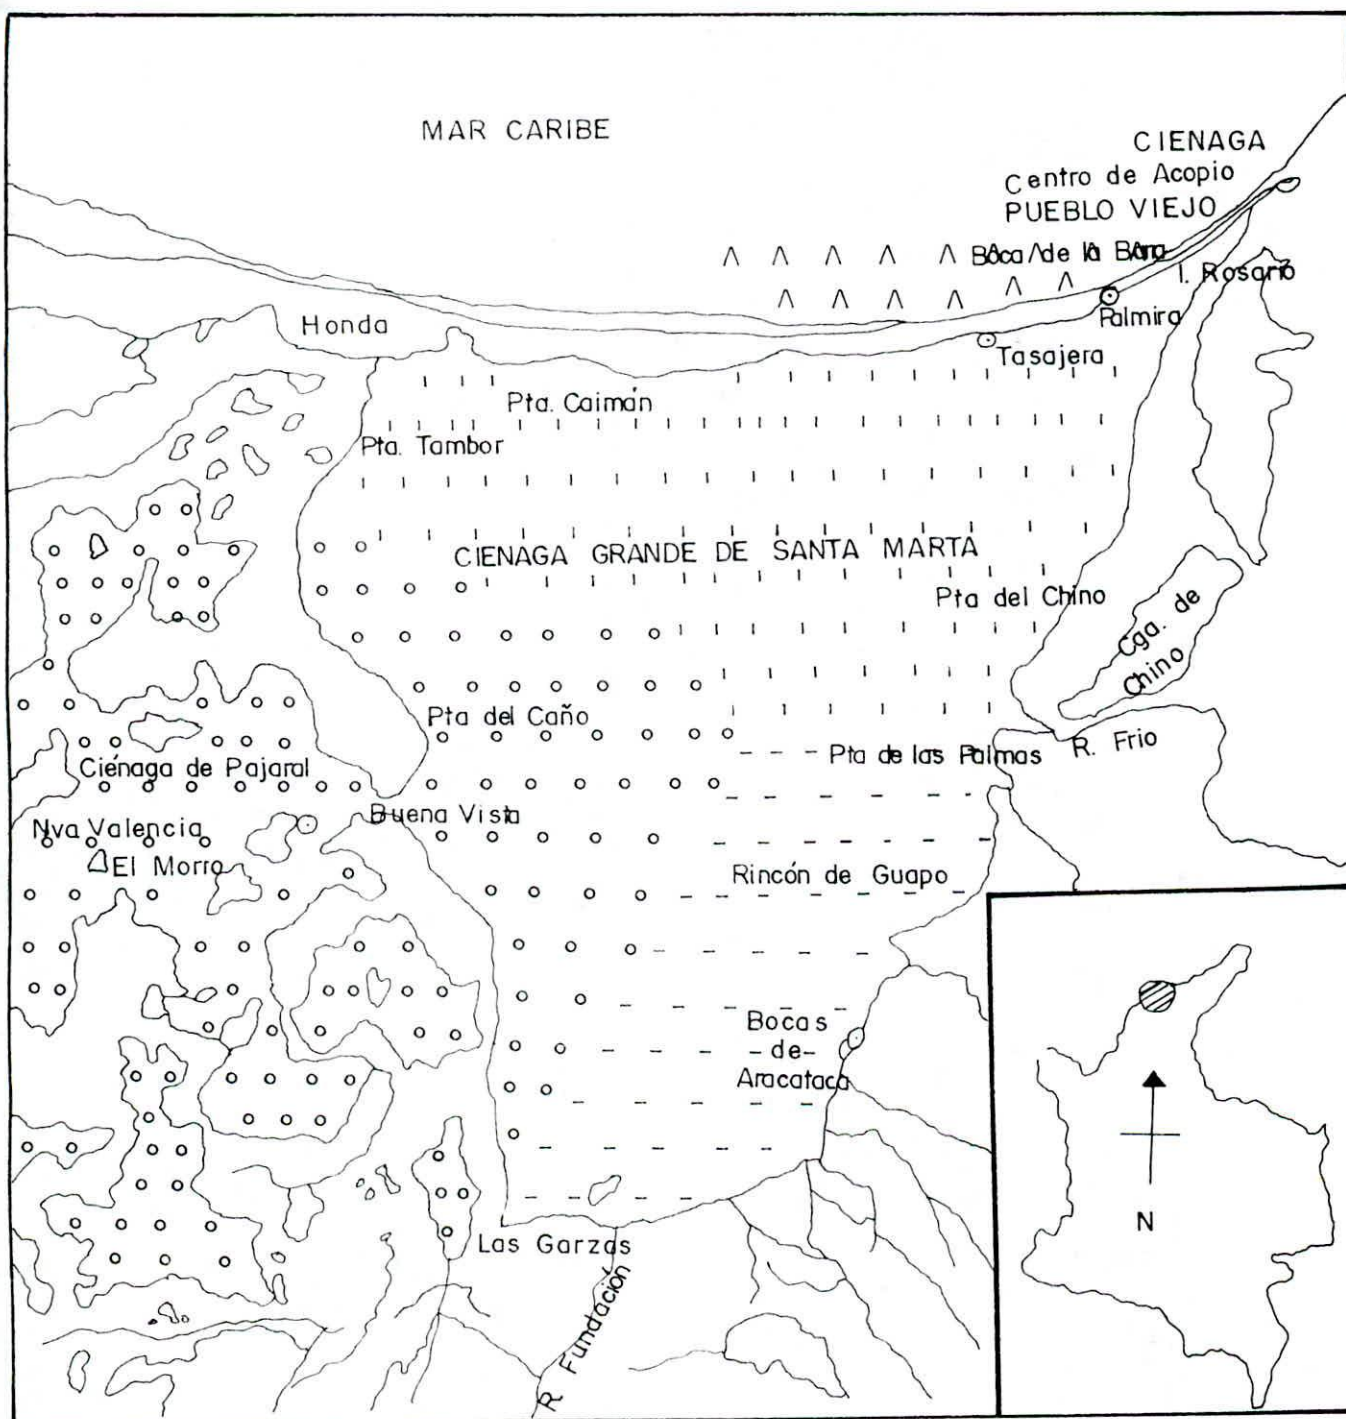 MAR CARIBE
CIENAGA
Centro de Acopio
PUEBLO VIEJO
Boca de la Barra
I. Rosario
Honda
Palmira
Tasajera
Pta. Caimán
Pta. Tambor
CIENAGA GRANDE DE SANTA MARTA
Pta del Chino
Cga. de
Chino
Pta del Caño
R. Frio
Pta de las Palmas
Ciénaga de Pajaral
Buena Vista
Nva Valencia
El Morro
Rincón de Guapo
Bocas
de
Aracataca
N
Las Garzas
R. Fundación